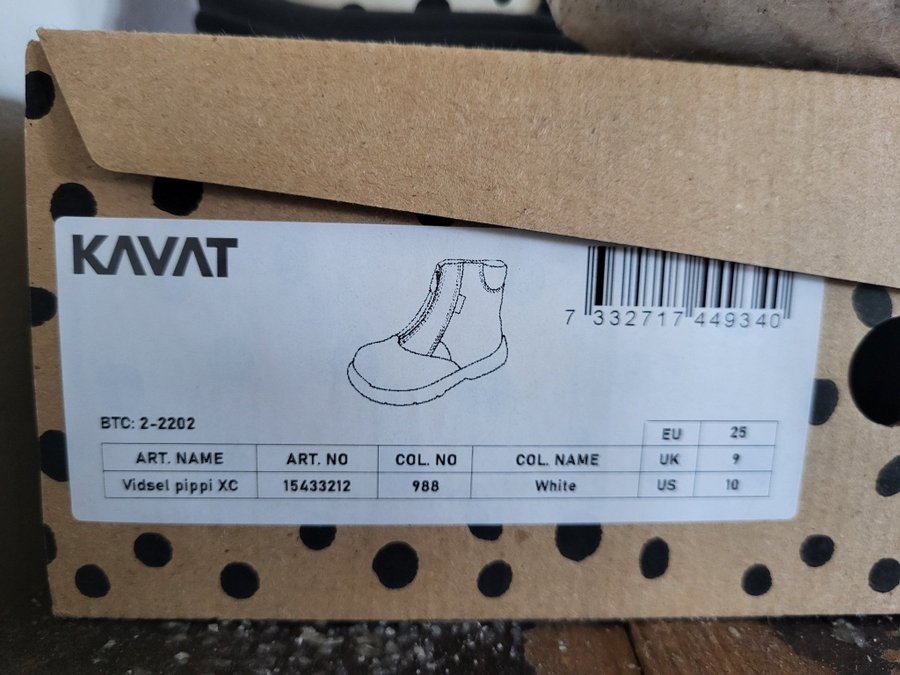 KAVAT
7 332717 449340
BTC: 2-2202
EU 25
ART. NAME ART. NO COL. NO COL. NAME UK 9
Vidsel pippi XC 15433212 988 White US 10